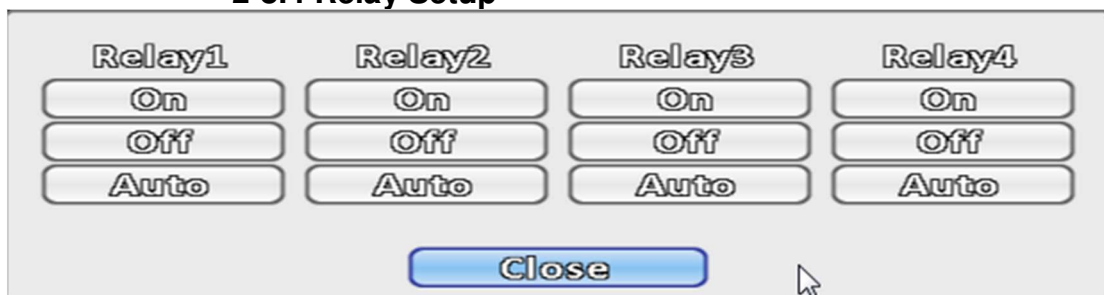 Relay Setup
Relay1 Relay2 Relay3 Relay4
On On On On
Off Off Off Off
Auto Auto Auto Auto
Close